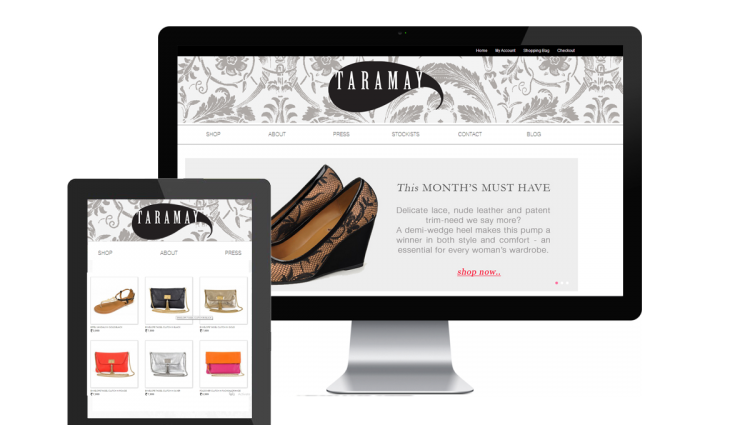 Home My Account Shopping Bag Checkout
TARAMAY
SHOP ABOUT PRESS STOCKISTS CONTACT BLOG
This MONTH'S MUST HAVE
Delicate lace, nude leather and patent
trim-need we say more?
A demi-wedge heel makes this pump a
winner in both style and comfort - an
essential for every woman's wardrobe.
shop now..
TARAMAY
SHOP ABOUT PRESS